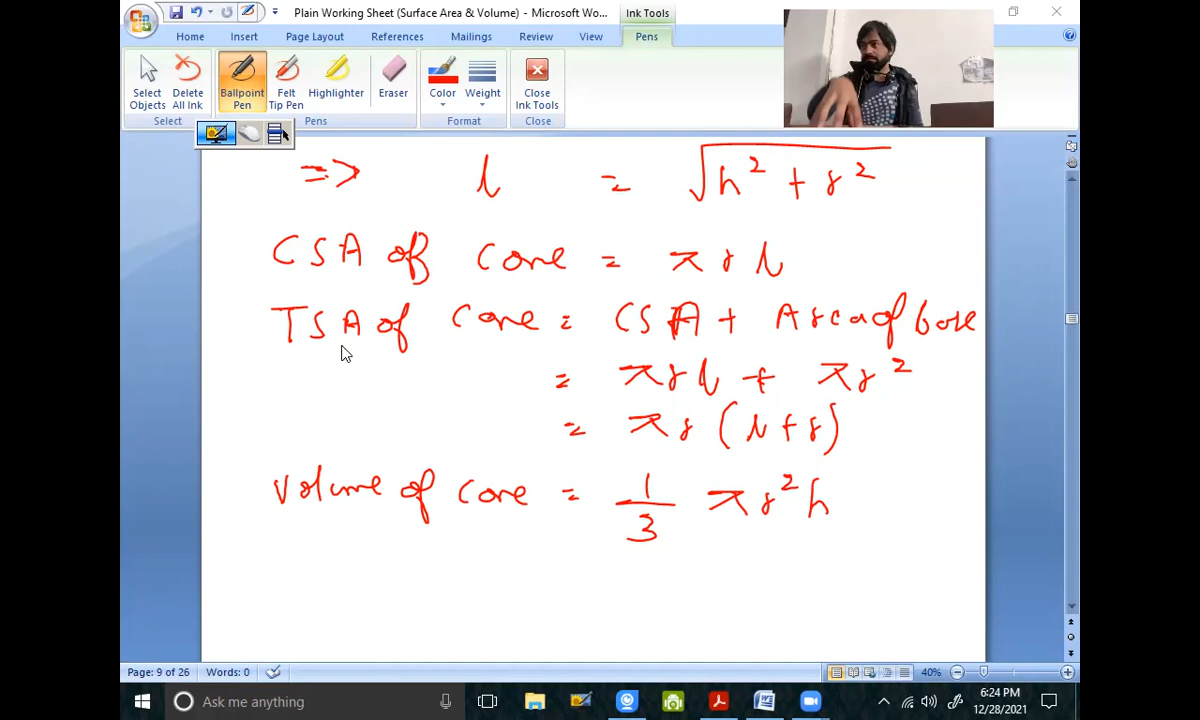 Plain Working Sheet (Surface Area & Volume) - Microsoft Wo...
Ink Tools
Home Insert Page Layout References Mailings Review View Pens
Select Objects
Delete All Ink
Ballpoint Pen
Felt Tip Pen
Highlighter
Eraser
Color
Weight
Close Ink Tools
Select Pens Format Close
=> l = √h² + r²
CSA of Cone = πrl
TSA of Cone = CSA + Area of base
= πrl + πr²
= πr (l+r)
Volume of Cone = 1/3 πr²h
Page: 9 of 26 Words: 0 40%
Ask me anything
6:24 PM
12/28/2021